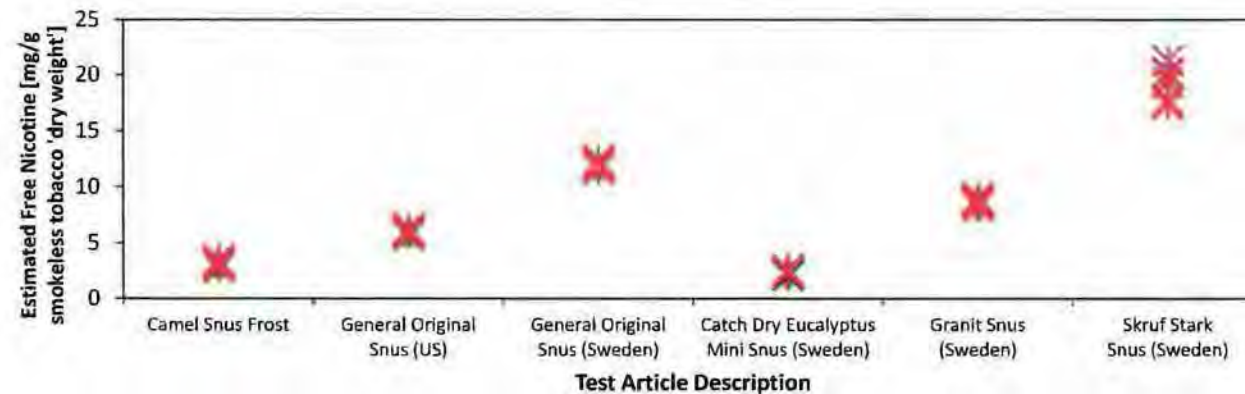 Estimated Free Nicotine [mg/g
smokeless tobacco 'dry weight']
25
20
15
10
5
0
Camel Snus Frost
General Original
Snus (US)
General Original
Snus (Sweden)
Catch Dry Eucalyptus
Mini Snus (Sweden)
Granit Snus
(Sweden)
Skruf Stark
Snus (Sweden)
Test Article Description